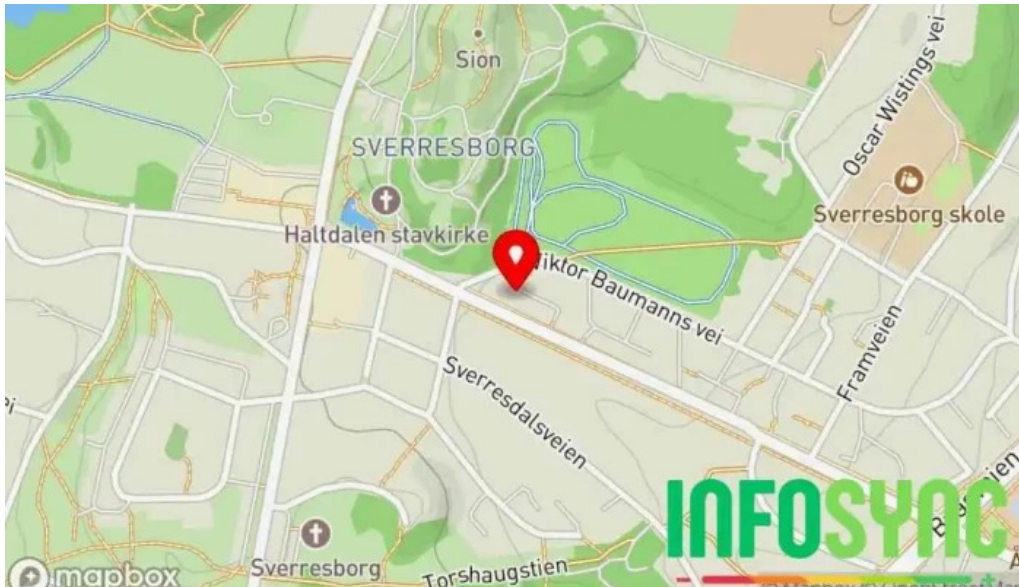 Sion
Oscar Wistings vei
SVERRESBORG
Sverresborg skole
Haltdalen stavkirke
Viktor Baumanns vei
Framveien
Sverresdalsveien
INFOSYNC
Sverresborg
Torshaugstien
mapbox